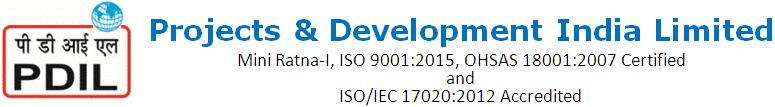 पी डी आई एल
PDIL
Projects & Development India Limited
Mini Ratna-I, ISO 9001:2015, OHSAS 18001:2007 Certified
and
ISO/IEC 17020:2012 Accredited